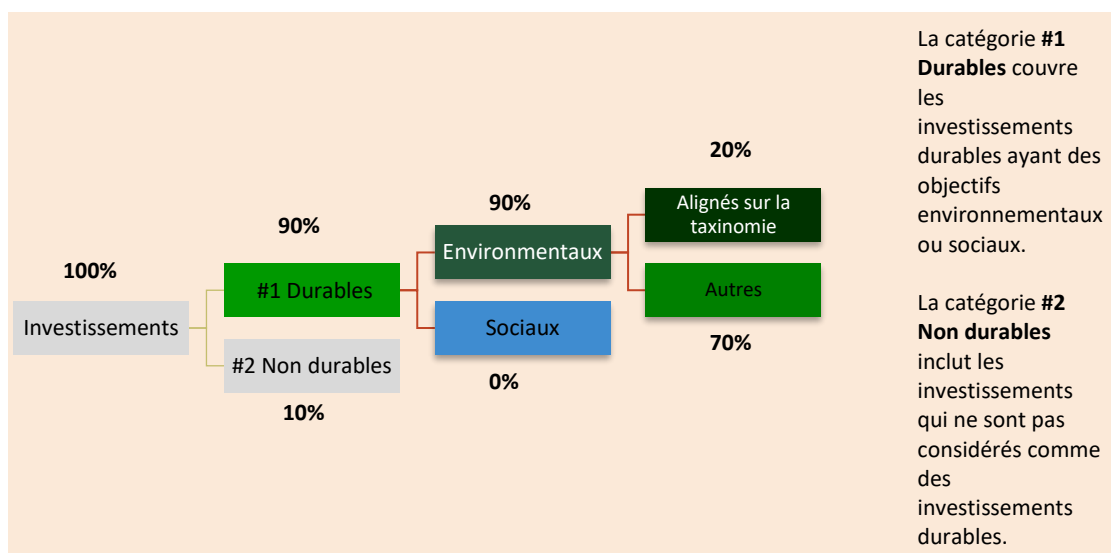 100%
Investissements
90%
#1 Durables
#2 Non durables
10%
90%
Environmentaux
Sociaux
0%
20%
Alignés sur la
taxinomie
Autres
70%
La catégorie #1
Durables couvre
les
investissements
durables ayant des
objectifs
environnementaux
ou sociaux.
La catégorie #2
Non durables
inclut les
investissements
qui ne sont pas
considérés comme
des
investissements
durables.